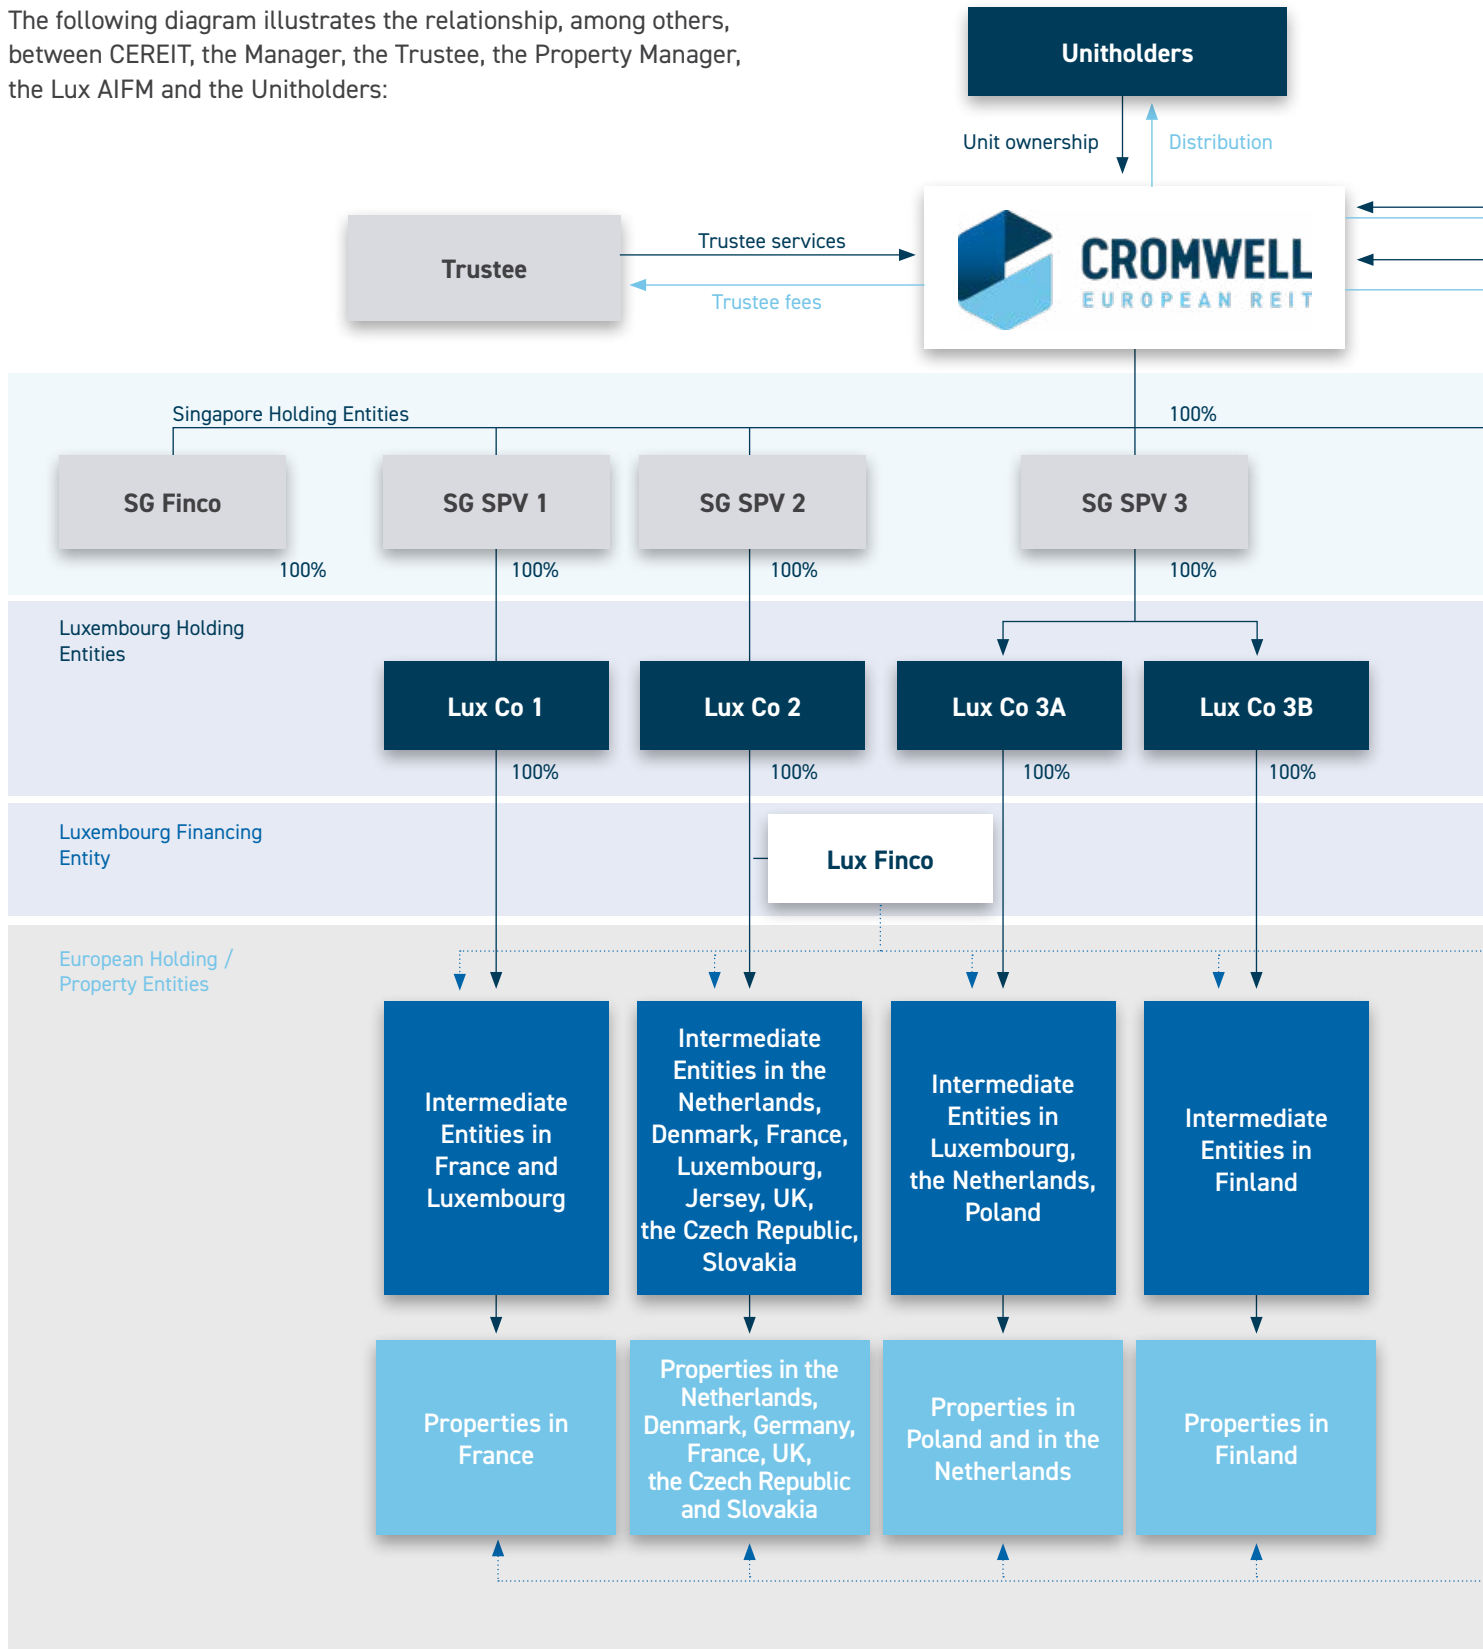 The following diagram illustrates the relationship, among others,
between CEREIT, the Manager, the Trustee, the Property Manager,
the Lux AIFM and the Unitholders:
Unitholders
Unit ownership
Distribution
Trustee
Trustee services
Trustee fees
CROMWELL
EUROPEAN REIT
Singapore Holding Entities
100%
SG Finco
SG SPV 1
SG SPV 2
SG SPV 3
100%
100%
100%
100%
Luxembourg Holding
Entities
Lux Co 1
Lux Co 2
Lux Co 3A
Lux Co 3B
100%
100%
100%
100%
Luxembourg Financing
Entity
Lux Finco
European Holding /
Property Entities
Intermediate
Entities in
France and
Luxembourg
Intermediate
Entities in the
Netherlands,
Denmark, France,
Luxembourg,
Jersey, UK,
the Czech Republic,
Slovakia
Intermediate
Entities in
Luxembourg,
the Netherlands,
Poland
Intermediate
Entities in
Finland
Properties in
France
Properties in the
Netherlands,
Denmark, Germany,
France, UK,
the Czech Republic
and Slovakia
Properties in
Poland and in the
Netherlands
Properties in
Finland